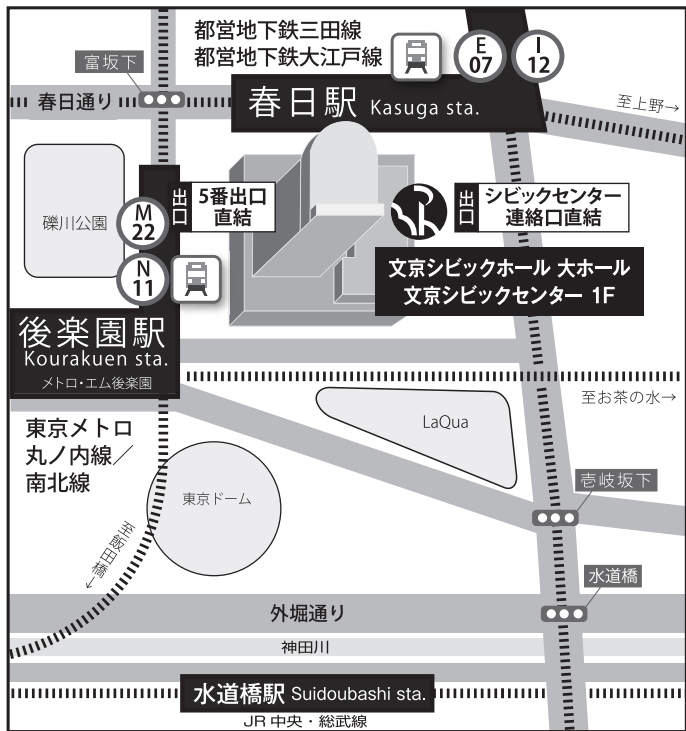 都営地下鉄三田線
都営地下鉄大江戸線
E
07
I
12
富坂下
春日通り
春日駅 Kasuga sta.
至上野→
礫川公園
M
22
N
11
出口
5番出口
直結
出口
シビックセンター
連絡口直結
文京シビックホール 大ホール
文京シビックセンター 1F
後楽園駅
Kourakuen sta.
メトロ・エム後楽園
至お茶の水→
東京メトロ
丸ノ内線／
南北線
LaQua
東京ドーム
壱岐坂下
至飯田橋→
水道橋
外堀通り
神田川
水道橋駅 Suidoubashi sta.
JR 中央・総武線